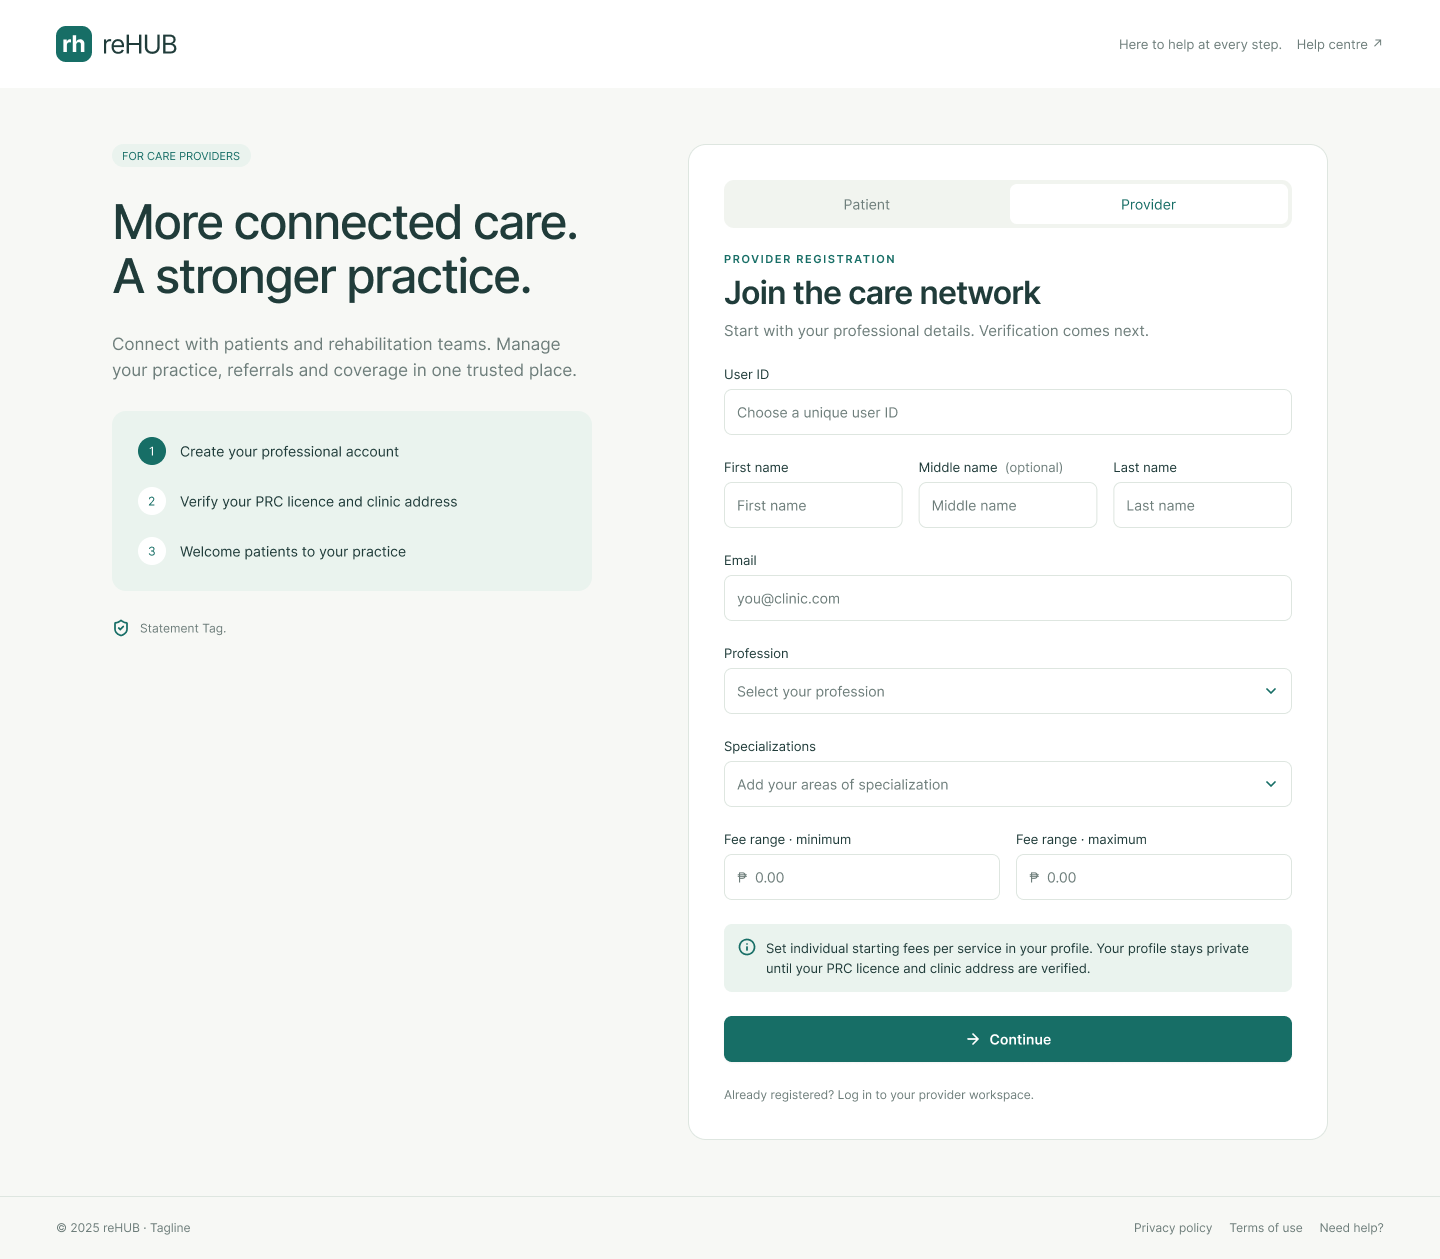 rh reHUB
Here to help at every step. Help centre ↗
FOR CARE PROVIDERS
More connected care.
A stronger practice.
Connect with patients and rehabilitation teams. Manage
your practice, referrals and coverage in one trusted place.
1 Create your professional account
2 Verify your PRC licence and clinic address
3 Welcome patients to your practice
Statement Tag.
Patient Provider
PROVIDER REGISTRATION
Join the care network
Start with your professional details. Verification comes next.
User ID
Choose a unique user ID
First name Middle name (optional) Last name
First name Middle name Last name
Email
you@clinic.com
Profession
Select your profession
Specializations
Add your areas of specialization
Fee range · minimum Fee range · maximum
₱ 0.00 ₱ 0.00
Set individual starting fees per service in your profile. Your profile stays private
until your PRC licence and clinic address are verified.
→ Continue
Already registered? Log in to your provider workspace.
© 2025 reHUB · Tagline
Privacy policy Terms of use Need help?